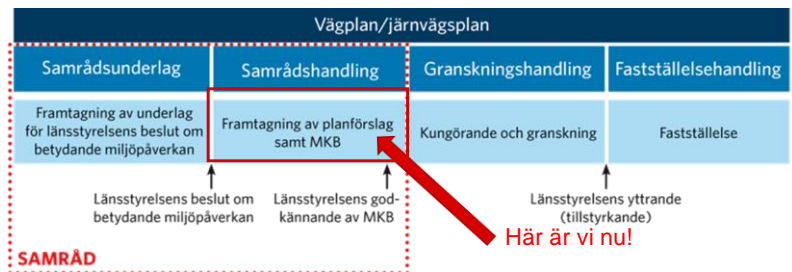 Vägplan/järnvägsplan
Samrådsunderlag
Samrådshandling
Granskningshandling
Fastställelsehandling
Framtagning av underlag
för länsstyrelsens beslut om
betydande miljöpåverkan
Framtagning av planförslag
samt MKB
Kungörande och granskning
Fastställelse
Länsstyrelsens beslut om
betydande miljöpåverkan
Länsstyrelsens god-
kännande av MKB
Länsstyrelsens yttrande
(tillstyrkande)
Här är vi nu!
SAMRÅD